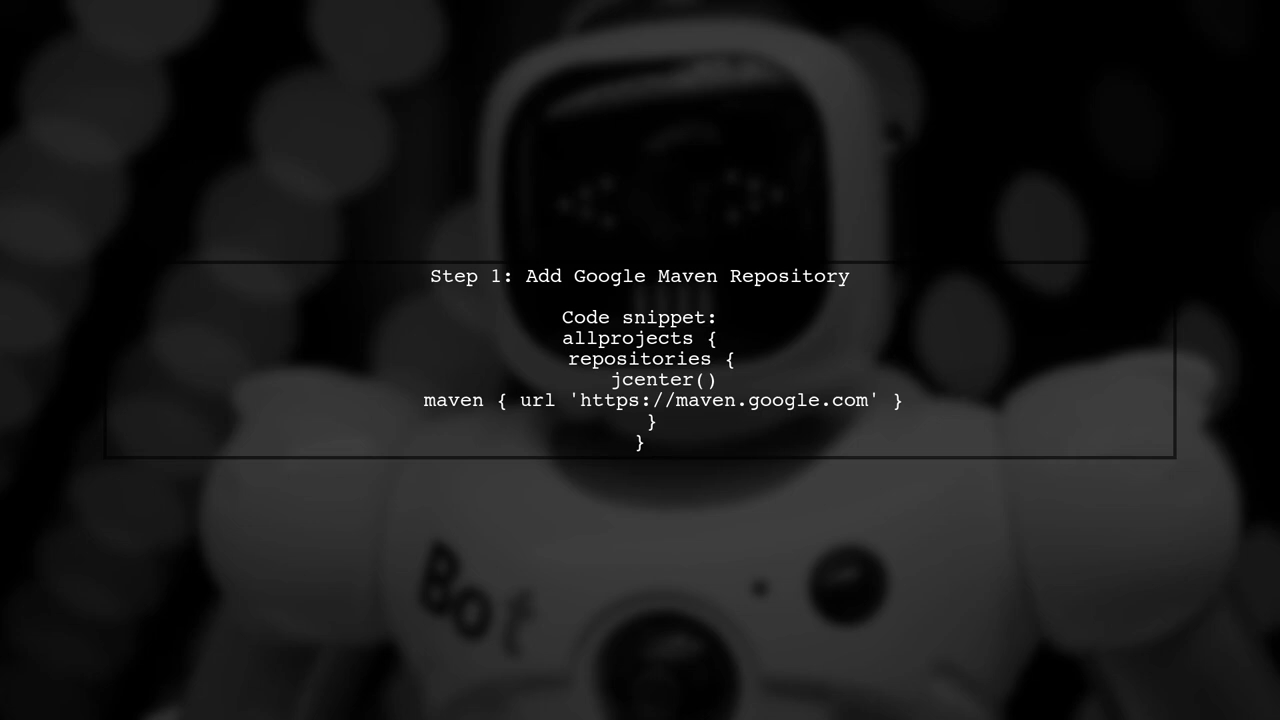 Step 1: Add Google Maven Repository
Code snippet:
allprojects {
repositories {
jcenter()
maven { url 'https://maven.google.com' }
}
}
Bot